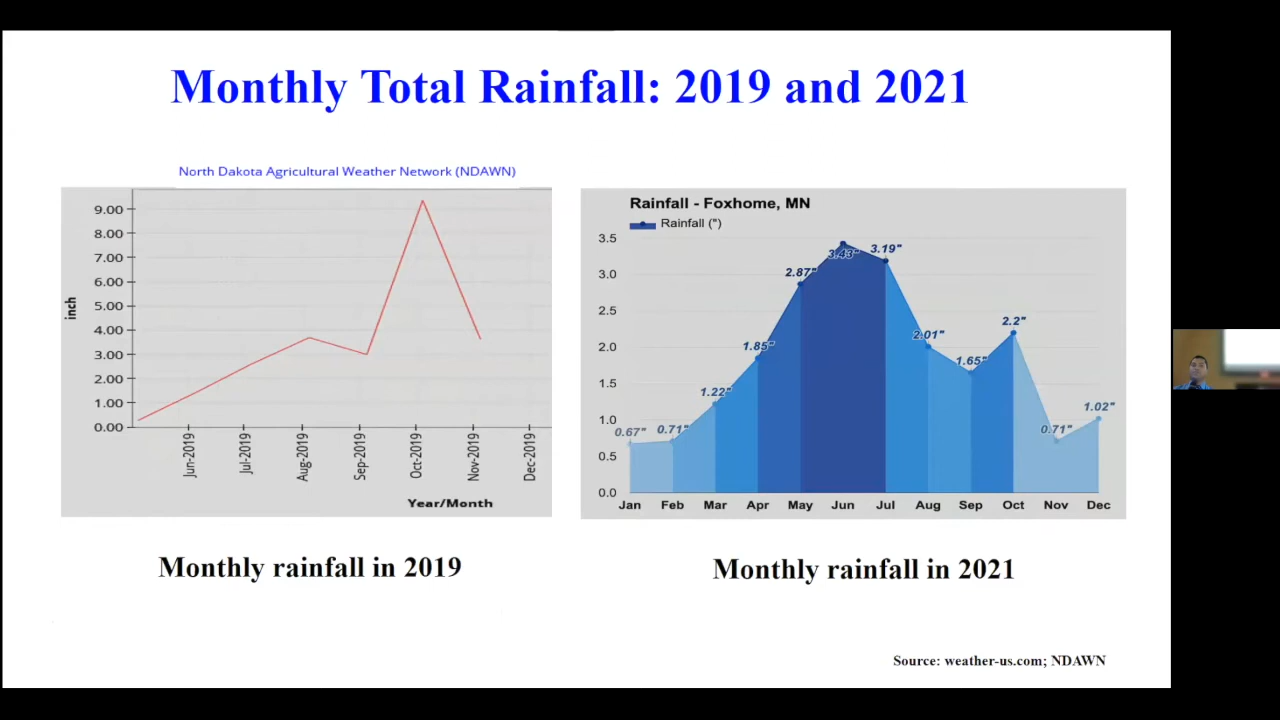 Monthly Total Rainfall: 2019 and 2021
North Dakota Agricultural Weather Network (NDAWN)
9.00
8.00
7.00
6.00
5.00
4.00
3.00
2.00
1.00
0.00
inch
Jun-2019
Jul-2019
Aug-2019
Sep-2019
Oct-2019
Nov-2019
Dec-2019
Year/Month
Monthly rainfall in 2019
Rainfall - Foxhome, MN
Rainfall (")
3.5
3.0
2.5
2.0
1.5
1.0
0.5
0.0
0.67"
0.71"
1.22"
1.85"
2.87"
3.43"
3.19"
2.01"
1.65"
2.2"
0.71"
1.02"
Jan Feb Mar Apr May Jun Jul Aug Sep Oct Nov Dec
Monthly rainfall in 2021
Source: weather-us.com; NDAWN